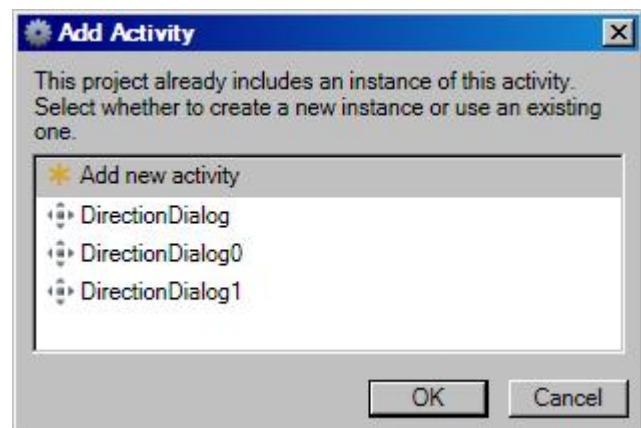 Add Activity
This project already includes an instance of this activity.
Select whether to create a new instance or use an existing
one.
Add new activity
DirectionDialog
DirectionDialog0
DirectionDialog1
OK Cancel